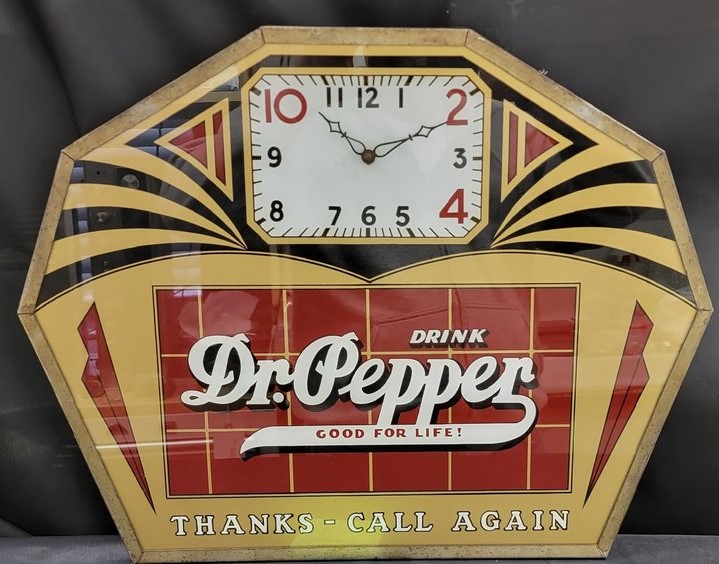 11 12 1
10 2
9 3
8 4
7 6 5
DRINK
Dr. Pepper
GOOD FOR LIFE!
THANKS - CALL AGAIN